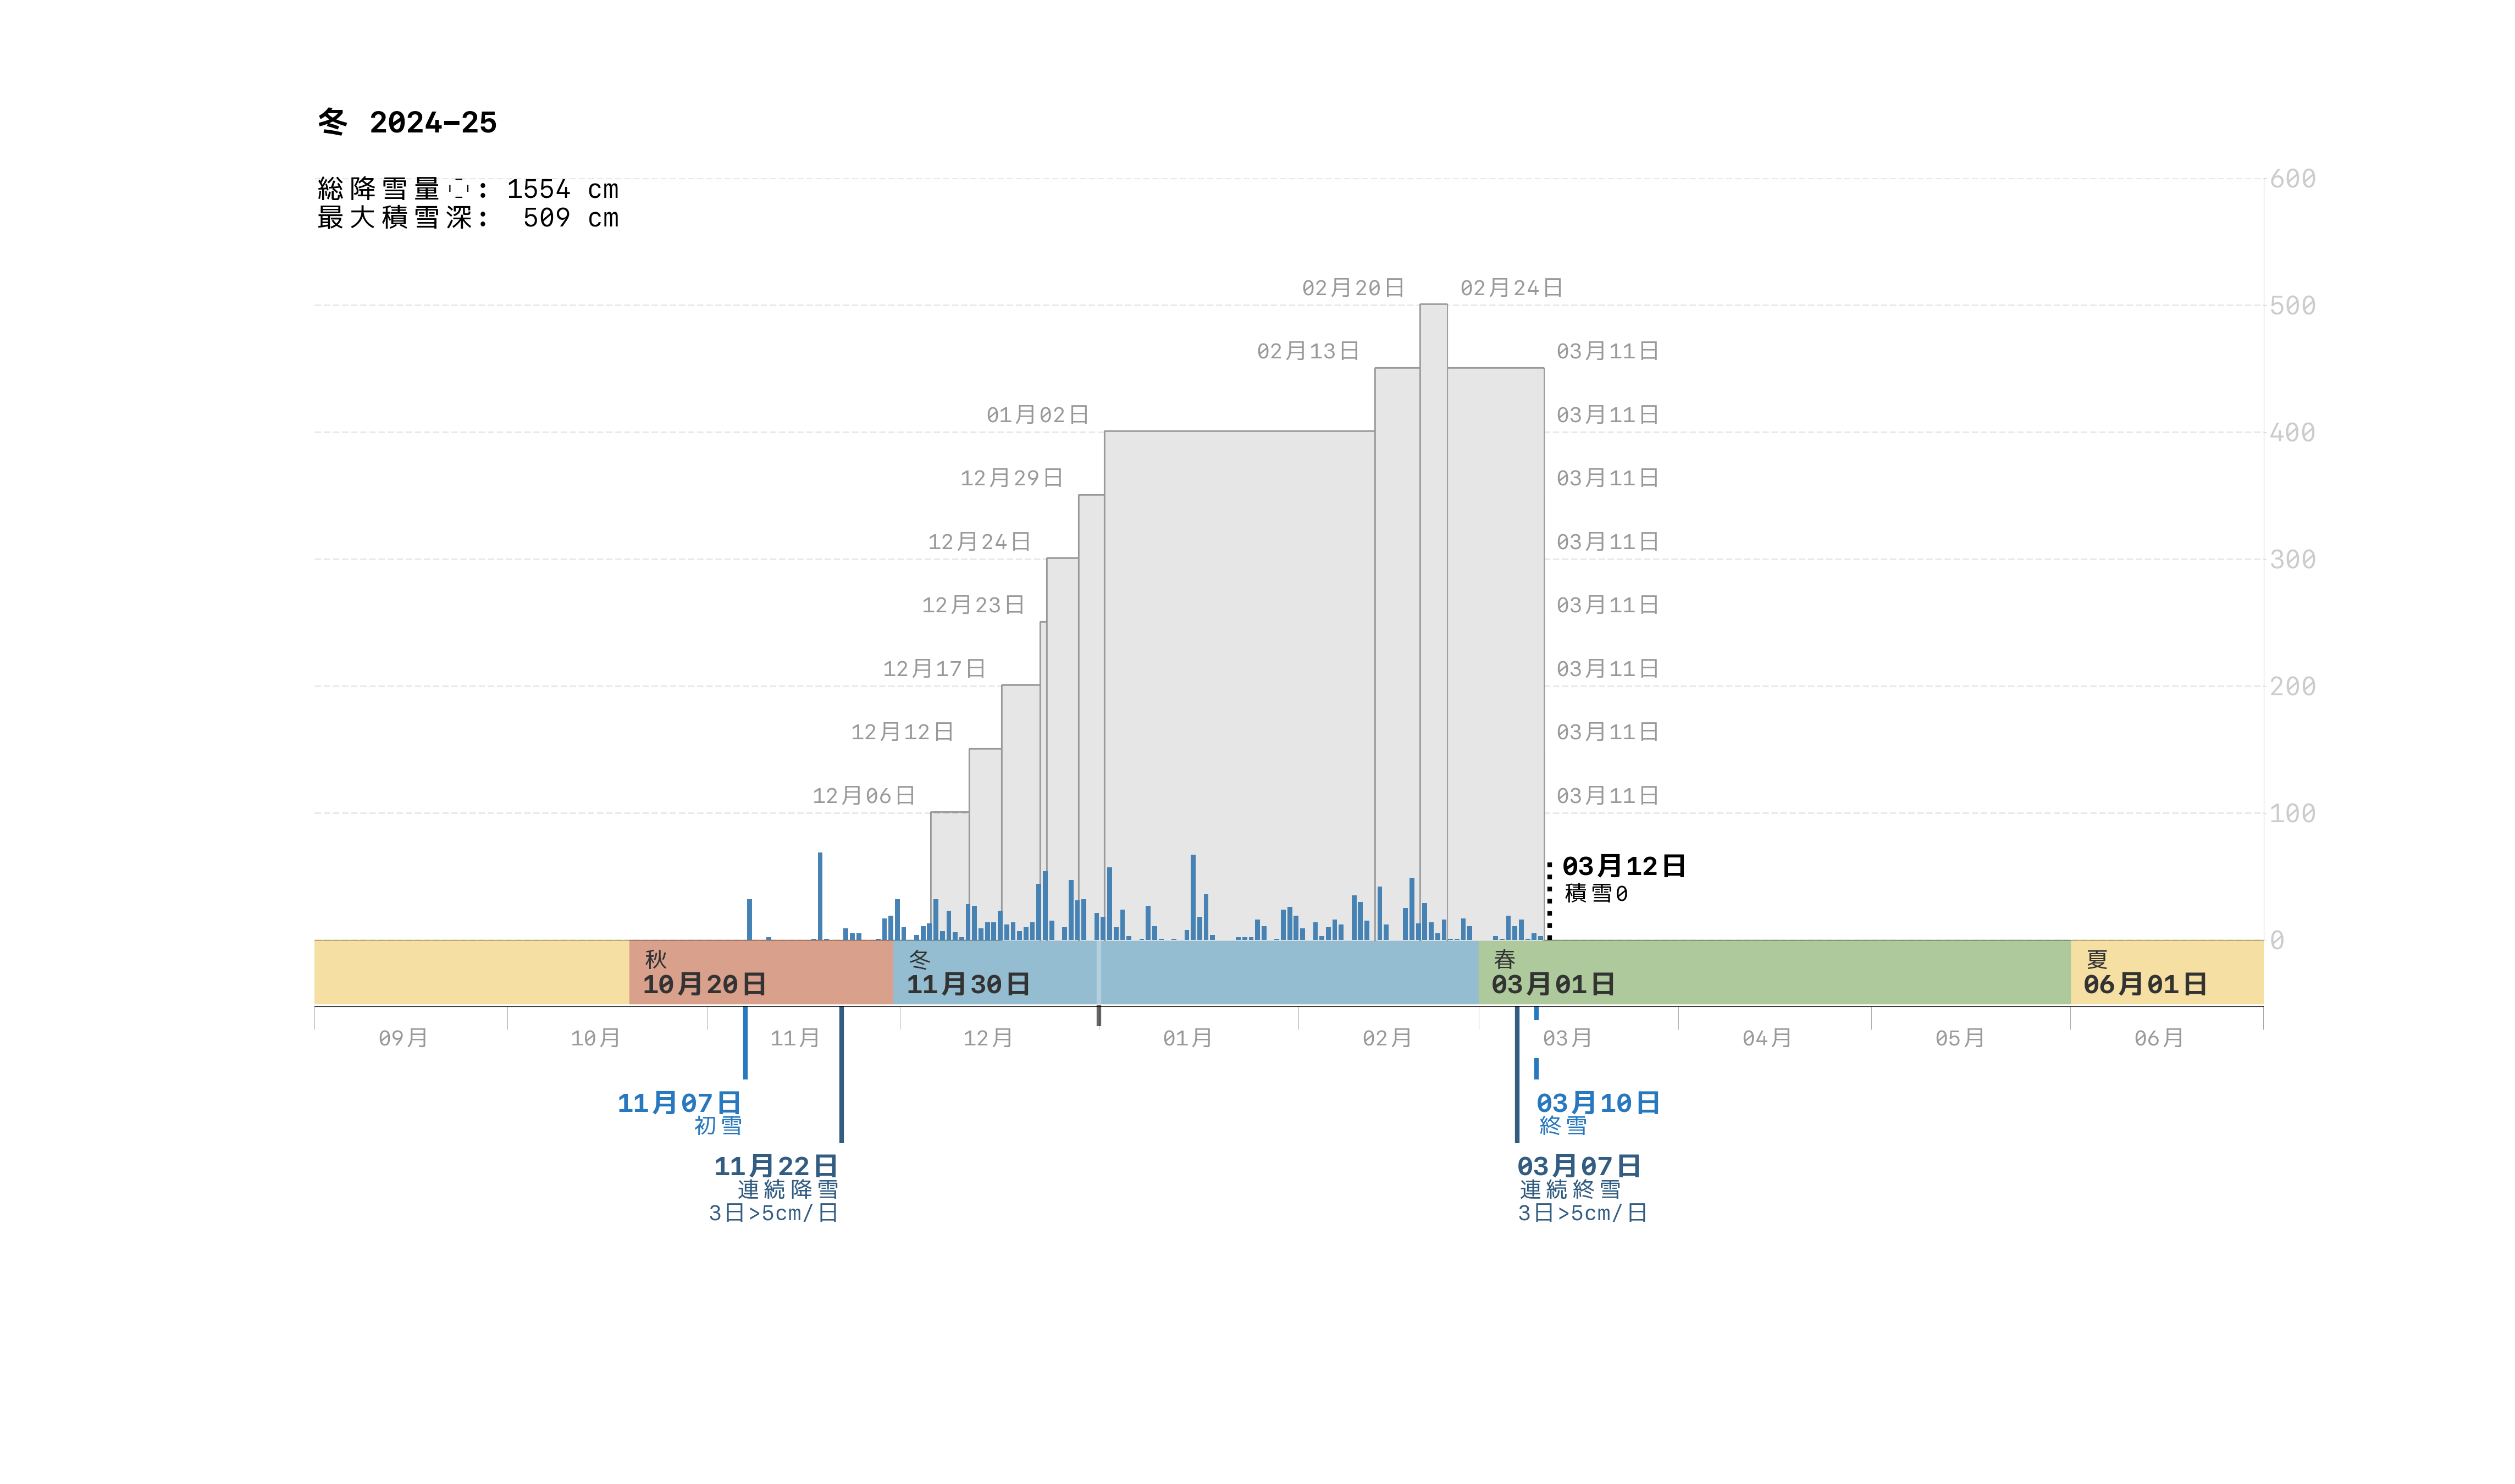 冬 2024–25
総降雪量 : 1554 cm
最大積雪深: 509 cm
600
02月20日 02月24日
500
02月13日 03月11日
01月02日 03月11日
400
12月29日 03月11日
12月24日 03月11日
300
12月23日 03月11日
12月17日 03月11日
200
12月12日 03月11日
12月06日 03月11日
100
03月12日
積雪0
0
秋 冬 春 夏
10月20日 11月30日 03月01日 06月01日
09月 10月 11月 12月 01月 02月 03月 04月 05月 06月
11月07日 03月10日
初雪 終雪
11月22日 03月07日
連続降雪 連続終雪
3日>5cm/日 3日>5cm/日